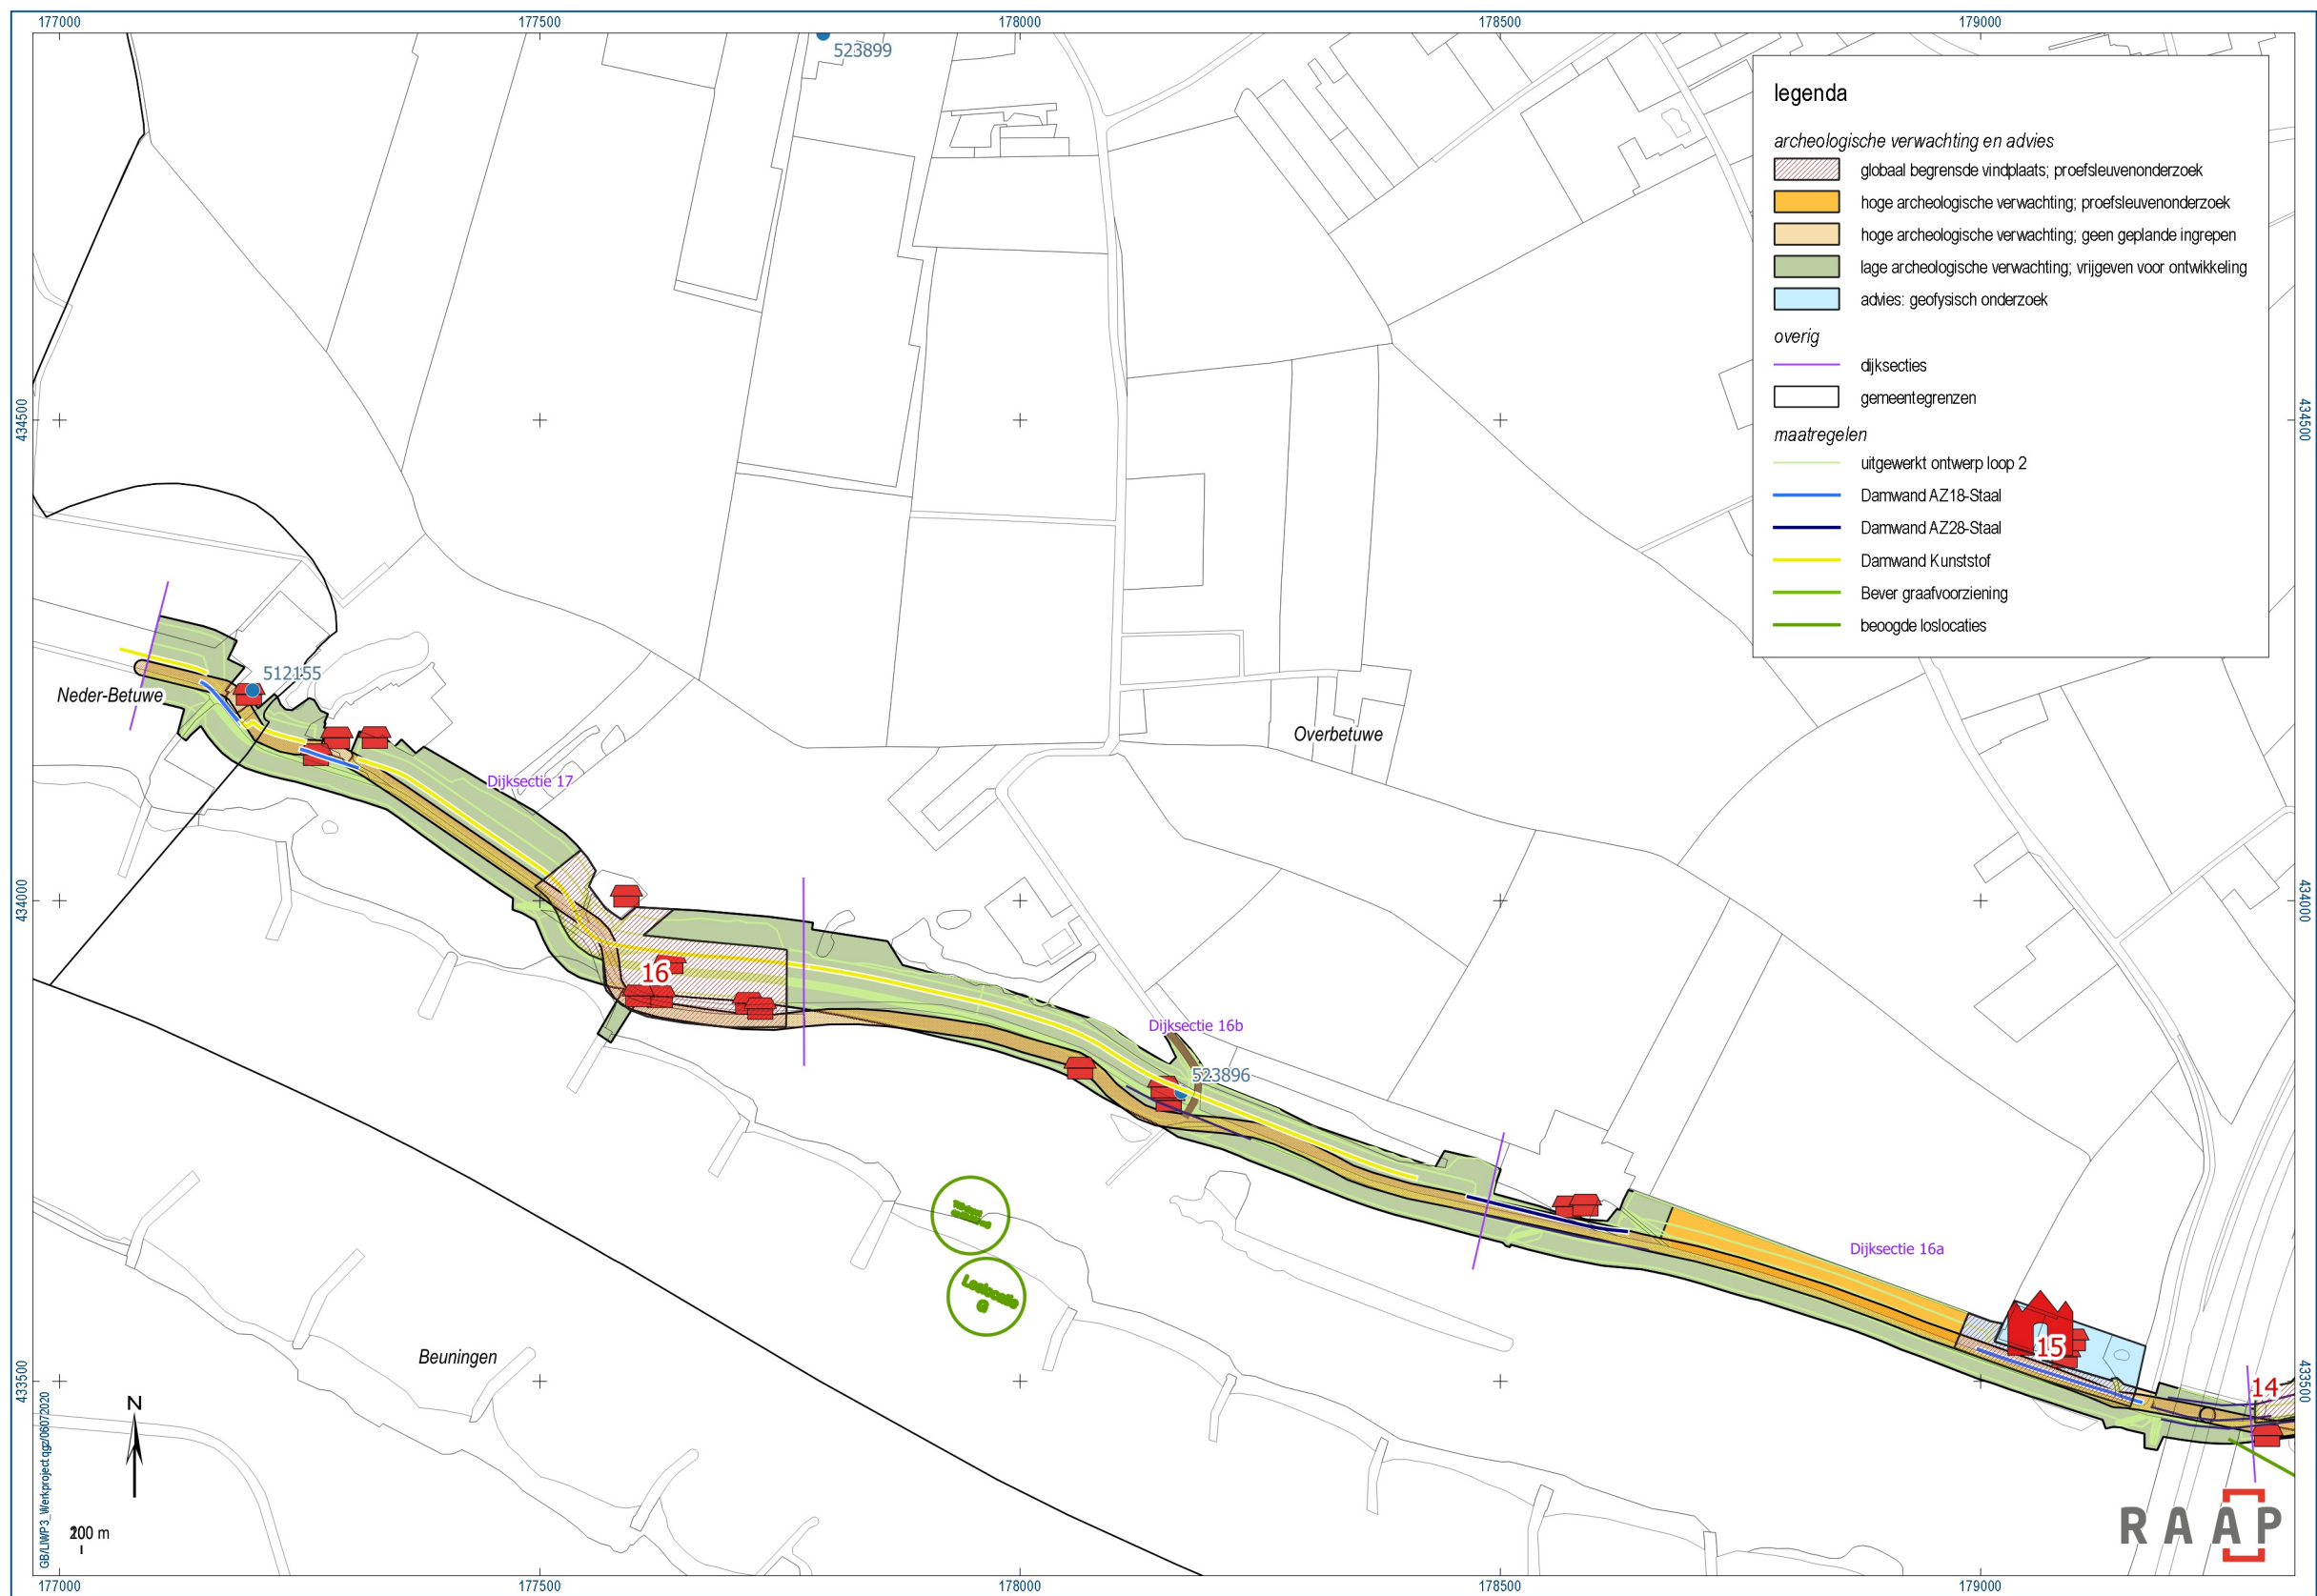 177000 177500 178000 178500 179000
523899
legenda
archeologische verwachting en advies
globaal begrensde vindplaats; proefsleuvenonderzoek
hoge archeologische verwachting; proefsleuvenonderzoek
hoge archeologische verwachting; geen geplande ingrepen
lage archeologische verwachting; vrijgeven voor ontwikkeling
advies: geofysisch onderzoek
overig
dijksecties
gemeentegrenzen
maatregelen
uitgewerkt ontwerp loop 2
Damwand AZ18-Staal
Damwand AZ28-Staal
Damwand Kunststof
Bever graafvoorziening
beoogde loslocaties
434500 434500
512155
Neder-Betuwe
Overbetuwe
Dijksectie 17
434000 434000
16
Dijksectie 16b
523896
Dijksectie 16a
15
Beuningen
433500 433500
14
N
GB/LIWP3_Werkproject.qgz/06072020
RAAP
177000 177500 178000 178500 179000